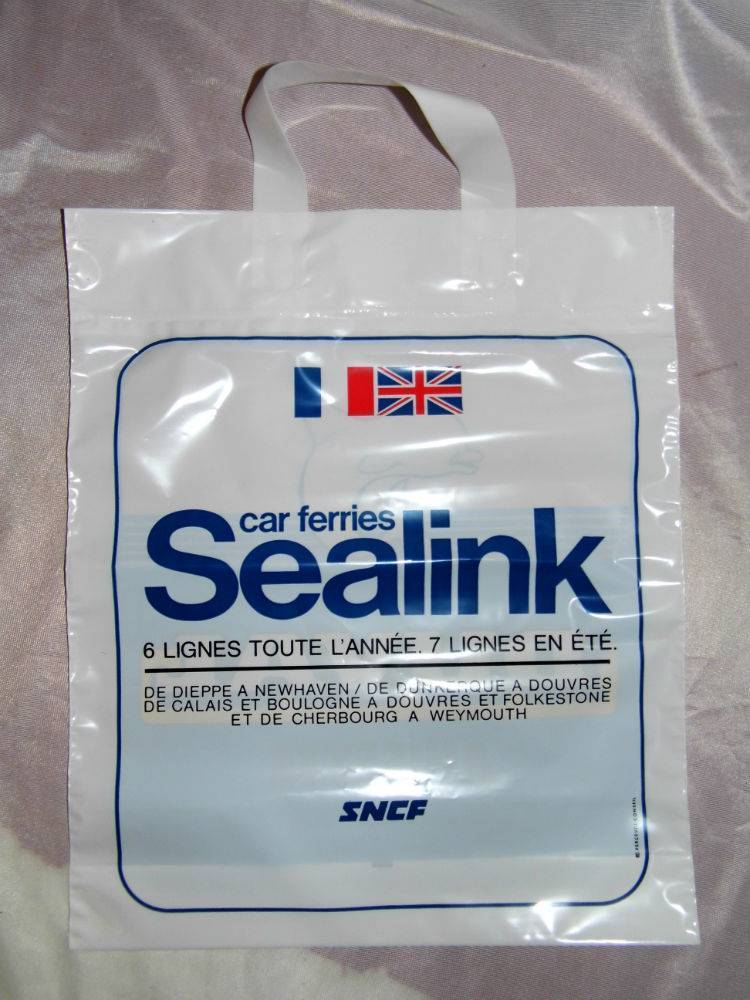 car ferries
Sealink
6 LIGNES TOUTE L'ANNÉE. 7 LIGNES EN ÉTÉ.
DE DIEPPE A NEWHAVEN / DE DUNKERQUE A DOUVRES
DE CALAIS ET BOULOGNE A DOUVRES ET FOLKESTONE
ET DE CHERBOURG A WEYMOUTH
SNCF